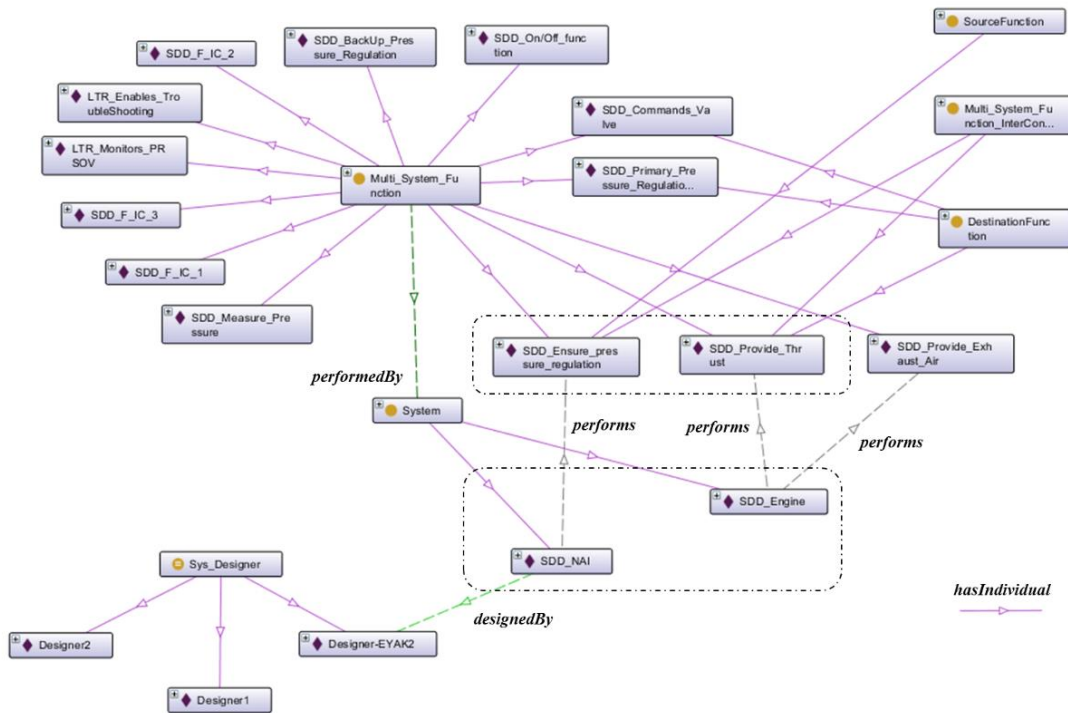 SourceFunction
SDD_F_IC_2
SDD_BackUp_Pre
ssure_Regulation
SDD_On/Off_func
tion
LTR_Enables_Tro
ubleShooting
SDD_Commands_Va
lve
Multi_System_Fu
nction_InterCon...
LTR_Monitors_PR
SOV
Multi_System_Fu
nction
SDD_Primary_Pre
ssure_Regulatio...
SDD_F_IC_3
DestinationFunc
tion
SDD_F_IC_1
SDD_Measure_Pre
ssure
SDD_Ensure_pres
sure_regulation
SDD_Provide_Thr
ust
SDD_Provide_Exh
aust_Air
performedBy
System
performs
performs
performs
SDD_Engine
Sys_Designer
SDD_NAI
hasIndividual
designedBy
Designer2
Designer-EYAK2
Designer1